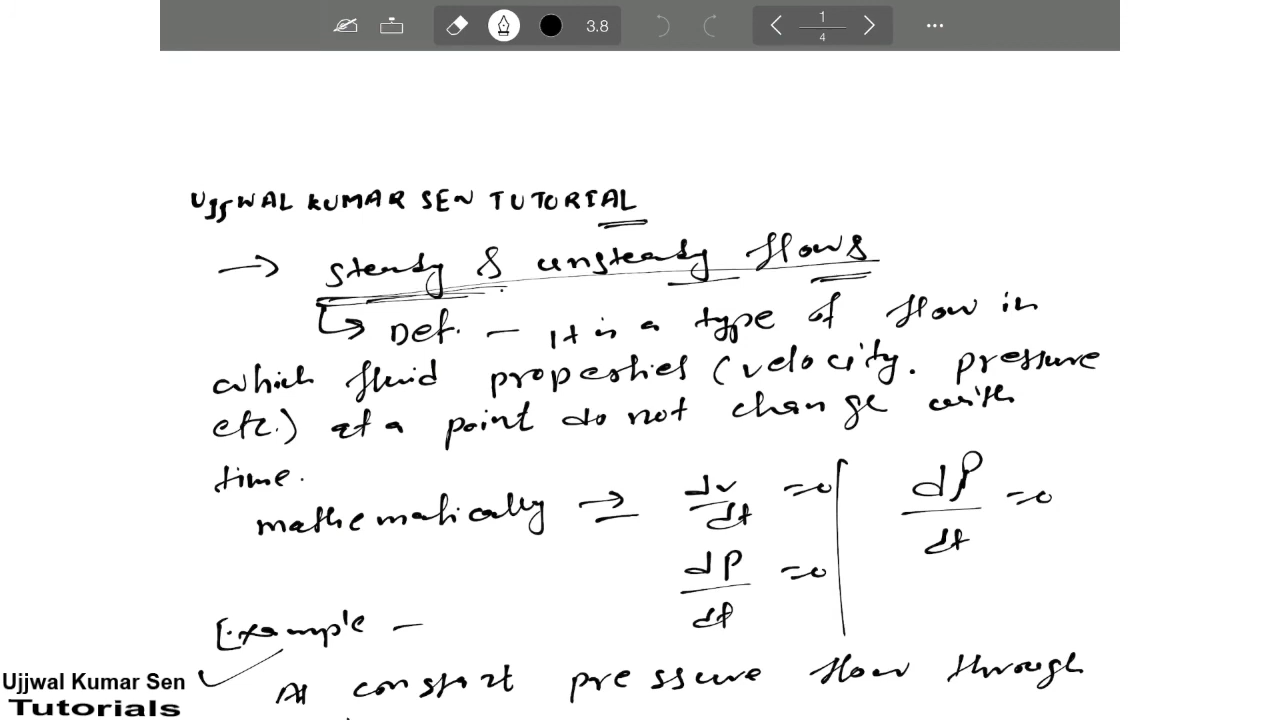 3.8
1
4
UJJWAL KUMAR SEN TUTORIAL
→ Steady & unsteady flows
↳ Def. – It is a type of flow in
which fluid properties (velocity. pressure
etc.) at a point do not change with
time.
mathematically → dv/dt =0 | dρ/dt =0
dP/dt =0
Example –
At constant pressure flow through
Ujjwal Kumar Sen
Tutorials